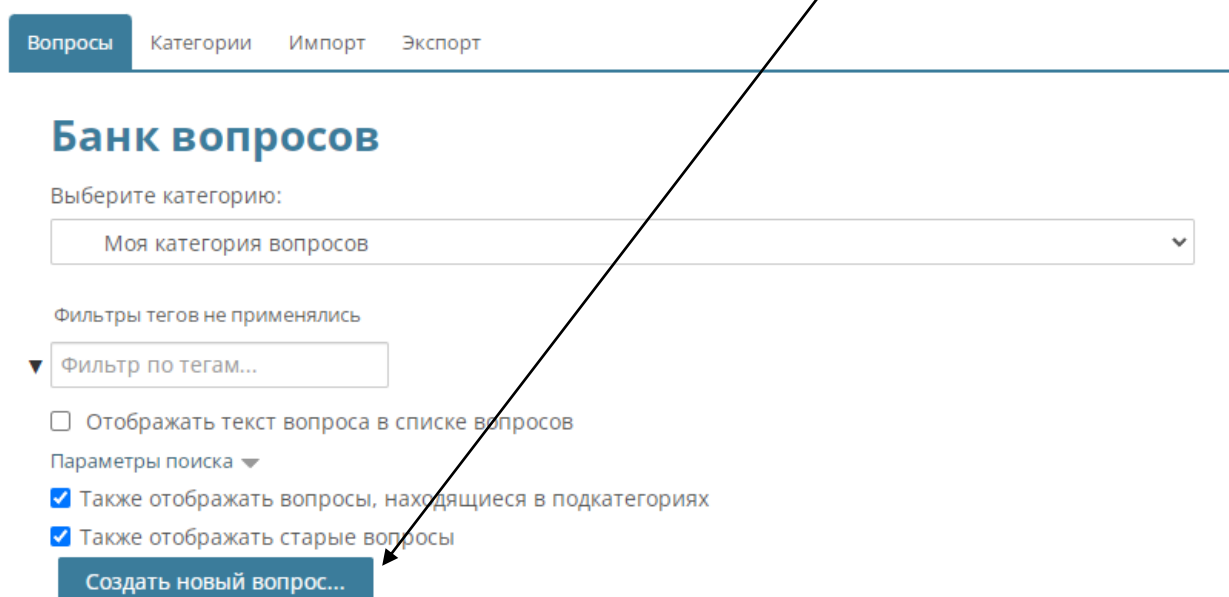 Вопросы Категории Импорт Экспорт
Банк вопросов
Выберите категорию:
Моя категория вопросов
Фильтры тегов не применялись
Фильтр по тегам...
Отображать текст вопроса в списке вопросов
Параметры поиска
Также отображать вопросы, находящиеся в подкатегориях
Также отображать старые вопросы
Создать новый вопрос...